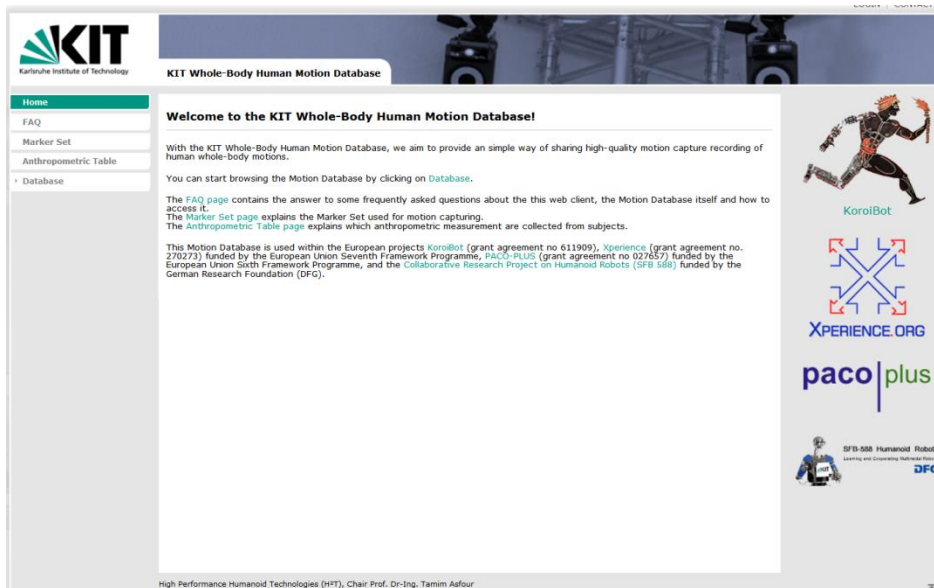 LOGIN | CONTACT
KIT
Karlsruhe Institute of Technology
KIT Whole-Body Human Motion Database
Home
FAQ
Marker Set
Anthropometric Table
Database
Welcome to the KIT Whole-Body Human Motion Database!
With the KIT Whole-Body Human Motion Database, we aim to provide an simple way of sharing high-quality motion capture recording of
human whole-body motions.
You can start browsing the Motion Database by clicking on Database.
The FAQ page contains the answer to some frequently asked questions about the this web client, the Motion Database itself and how to
access it.
The Marker Set page explains the Marker Set used for motion capturing.
The Anthropometric Table page explains which anthropometric measurement are collected from subjects.
This Motion Database is used within the European projects KoroiBot (grant agreement no 611909), Xperience (grant agreement no.
270273) funded by the European Union Seventh Framework Programme, PACO-PLUS (grant agreement no 027657) funded by the
European Union Sixth Framework Programme, and the Collaborative Research Project on Humanoid Robots (SFB 588) funded by the
German Research Foundation (DFG).
KoroiBot
XPERIENCE.ORG
paco plus
SFB-588 Humanoid Robot
Learning and Cooperating Multimodal Robo
KIT
DFG
High Performance Humanoid Technologies (H²T), Chair Prof. Dr-Ing. Tamim Asfour